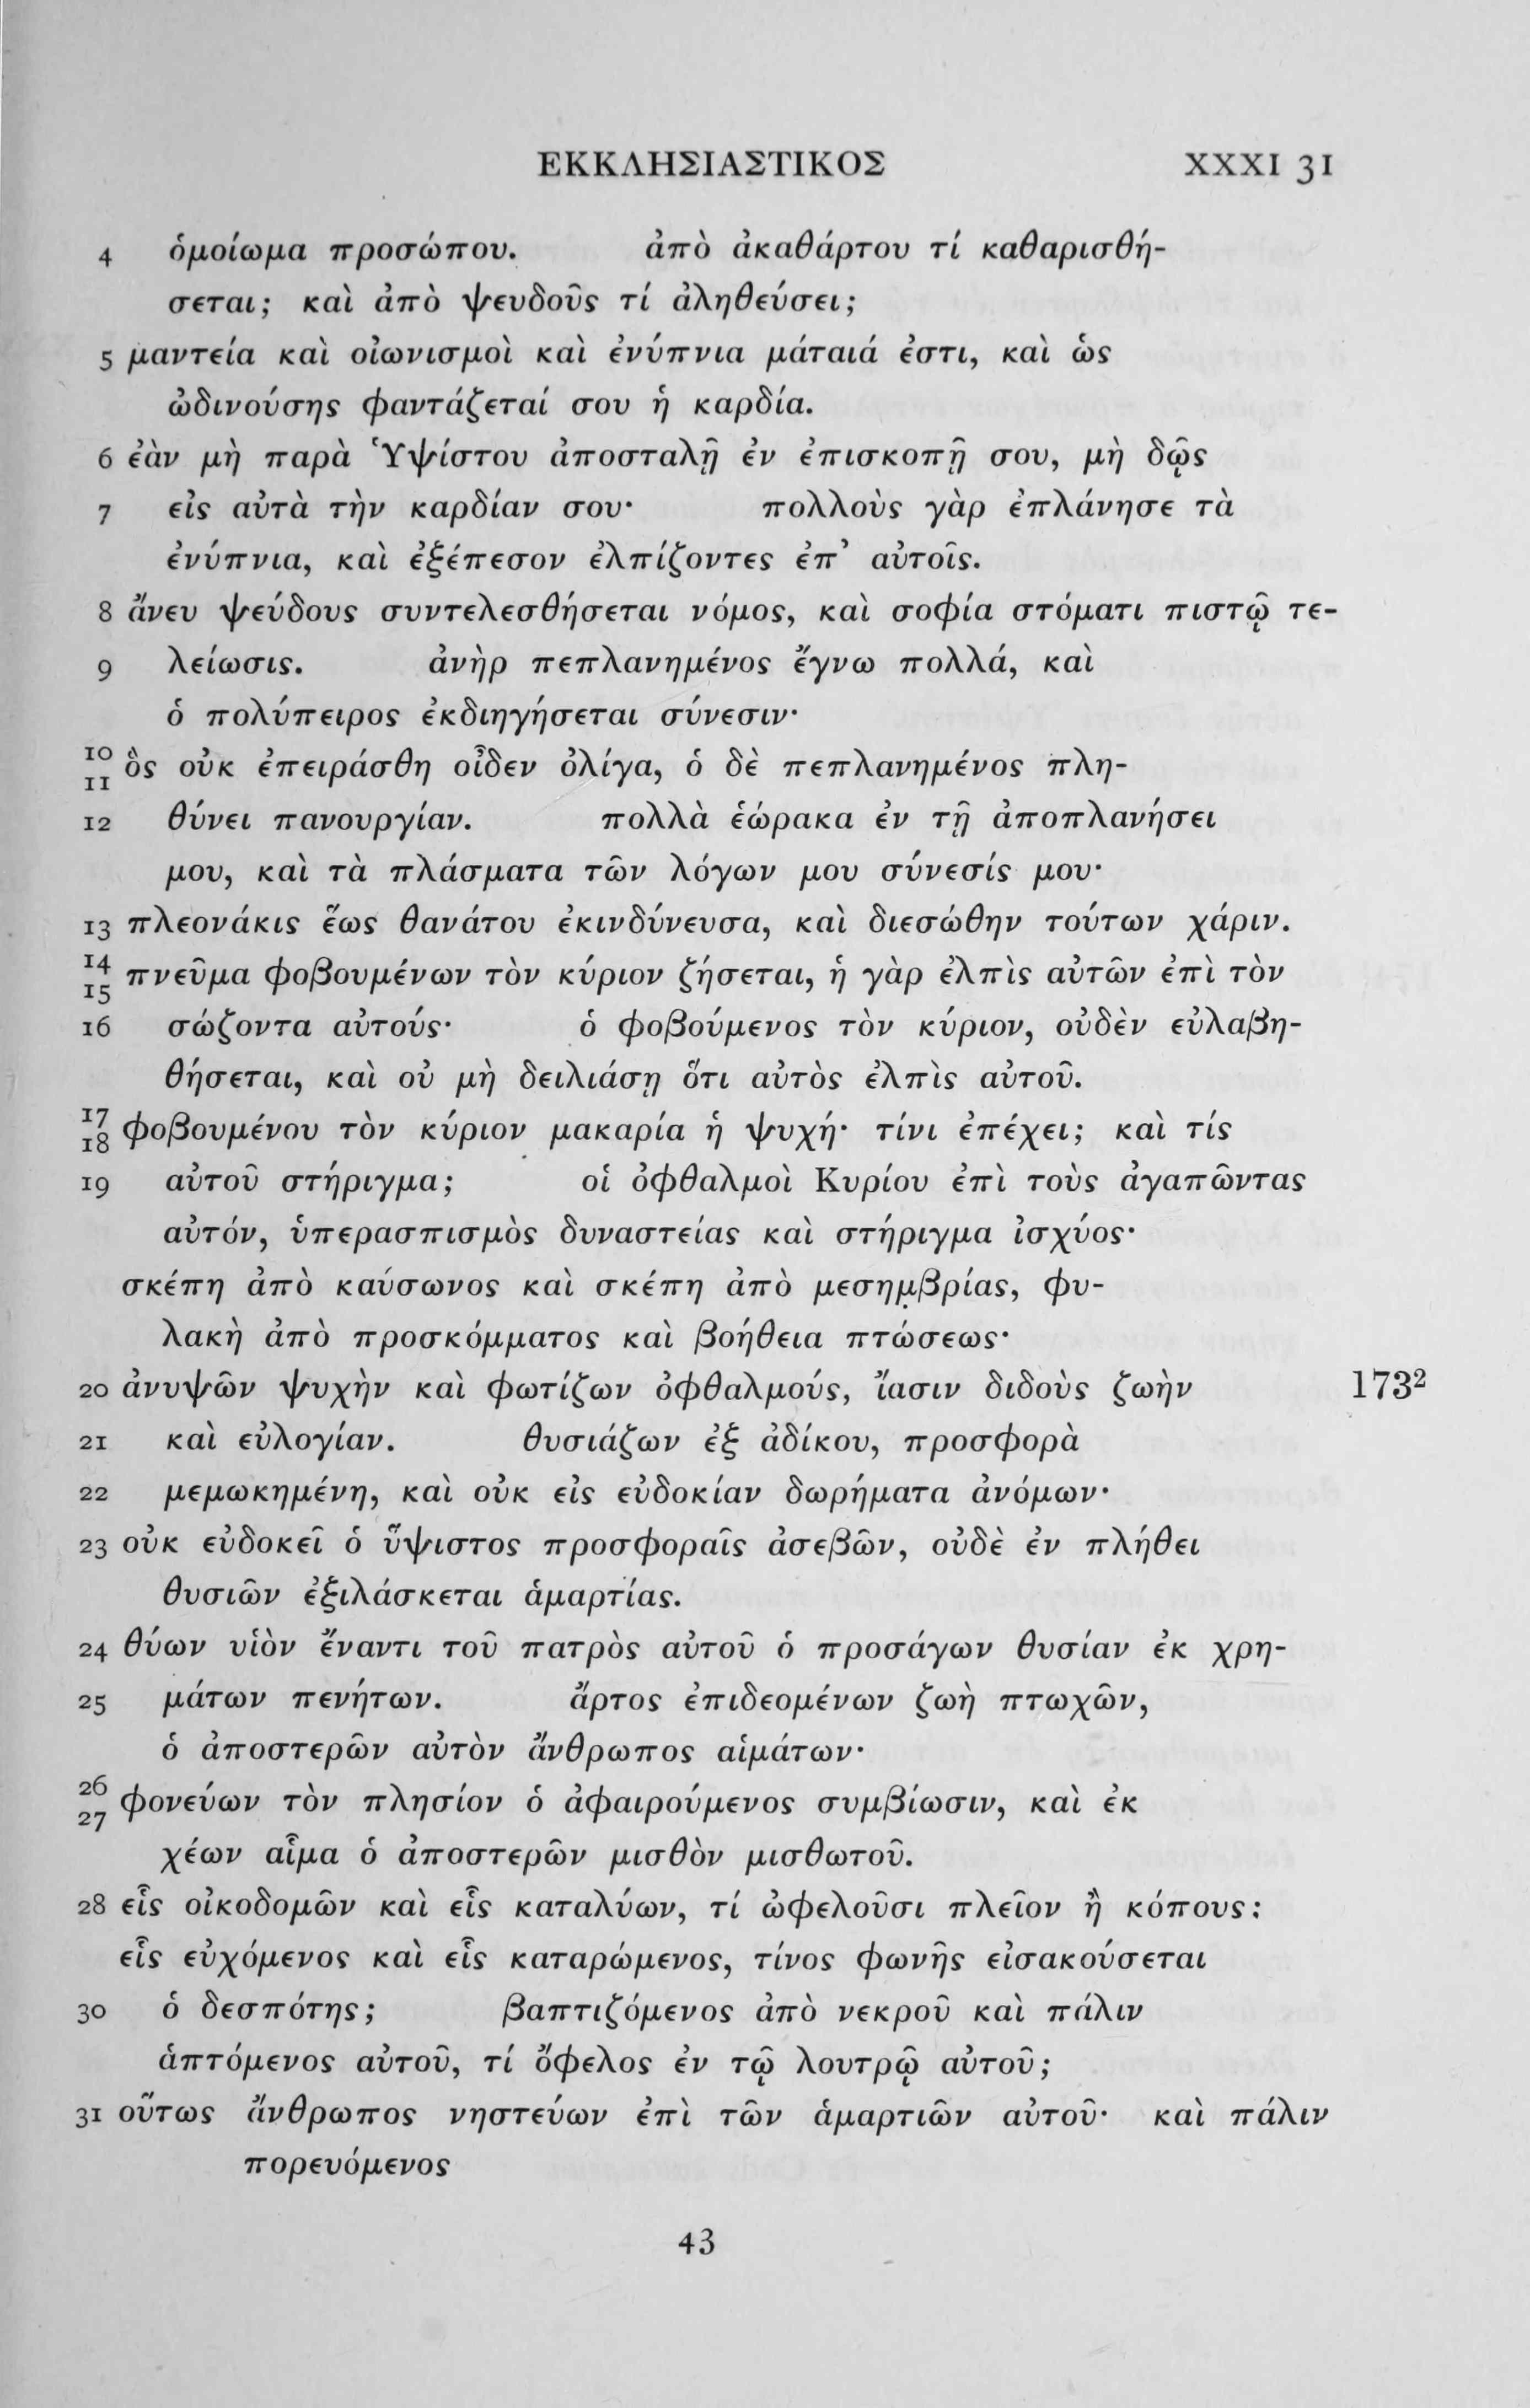 ΕΚΚΛΗΣΙΑΣΤΙΚΟΣ XXXI 31
4 ὁμοίωμα προσώπου. ἀπὸ ἀκαθάρτου τί καθαρισθή-
σεται; καὶ ἀπὸ ψευδοῦς τί ἀληθεύσει;
5 μαντεία καὶ οἰωνισμοὶ καὶ ἐνύπνια μάταιά ἐστι, καὶ ὡς
ὠδινούσης φαντάζεταί σου ἡ καρδία.
6 ἐὰν μὴ παρὰ Ὑψίστου ἀποσταλῇ ἐν ἐπισκοπῇ σου, μὴ δῷς
7 εἰς αὐτὰ τὴν καρδίαν σου· πολλοὺς γὰρ ἐπλάνησε τὰ
ἐνύπνια, καὶ ἐξέπεσον ἐλπίζοντες ἐπ’ αὐτοῖς.
8 ἄνευ ψεύδους συντελεσθήσεται νόμος, καὶ σοφία στόματι πιστῷ τε-
9 λείωσις. ἀνὴρ πεπλανημένος ἔγνω πολλά, καὶ
ὁ πολύπειρος ἐκδιηγήσεται σύνεσιν·
10 11 ὃς οὐκ ἐπειράσθη οἶδεν ὀλίγα, ὁ δὲ πεπλανημένος πλη-
12 θύνει πανουργίαν. πολλὰ ἑώρακα ἐν τῇ ἀποπλανήσει
μου, καὶ τὰ πλάσματα τῶν λόγων μου σύνεσίς μου·
13 πλεονάκις ἕως θανάτου ἐκινδύνευσα, καὶ διεσώθην τούτων χάριν.
14 15 πνεῦμα φοβουμένων τὸν κύριον ζήσεται, ἡ γὰρ ἐλπὶς αὐτῶν ἐπὶ τὸν
16 σώζοντα αὐτούς· ὁ φοβούμενος τὸν κύριον, οὐδὲν εὐλαβη-
θήσεται, καὶ οὐ μὴ δειλιάσῃ ὅτι αὐτὸς ἐλπὶς αὐτοῦ.
17 18 φοβουμένου τὸν κύριον μακαρία ἡ ψυχή· τίνι ἐπέχει; καὶ τίς
19 αὐτοῦ στήριγμα; οἱ ὀφθαλμοὶ Κυρίου ἐπὶ τοὺς ἀγαπῶντας
αὐτόν, ὑπερασπισμὸς δυναστείας καὶ στήριγμα ἰσχύος·
σκέπη ἀπὸ καύσωνος καὶ σκέπη ἀπὸ μεσημβρίας, φυ-
λακὴ ἀπὸ προσκόμματος καὶ βοήθεια πτώσεως·
20 ἀνυψῶν ψυχὴν καὶ φωτίζων ὀφθαλμούς, ἴασιν διδοὺς ζωὴν 173²
21 καὶ εὐλογίαν. θυσιάζων ἐξ ἀδίκου, προσφορὰ
22 μεμωκημένη, καὶ οὐκ εἰς εὐδοκίαν δωρήματα ἀνόμων·
23 οὐκ εὐδοκεῖ ὁ ὕψιστος προσφοραῖς ἀσεβῶν, οὐδὲ ἐν πλήθει
θυσιῶν ἐξιλάσκεται ἁμαρτίας.
24 θύων υἱὸν ἔναντι τοῦ πατρὸς αὐτοῦ ὁ προσάγων θυσίαν ἐκ χρη-
25 μάτων πενήτων. ἄρτος ἐπιδεομένων ζωὴ πτωχῶν,
ὁ ἀποστερῶν αὐτὸν ἄνθρωπος αἱμάτων·
26 27 φονεύων τὸν πλησίον ὁ ἀφαιρούμενος συμβίωσιν, καὶ ἐκ
χέων αἷμα ὁ ἀποστερῶν μισθὸν μισθωτοῦ.
28 εἷς οἰκοδομῶν καὶ εἷς καταλύων, τί ὠφελοῦσι πλεῖον ἢ κόπους;
εἷς εὐχόμενος καὶ εἷς καταρώμενος, τίνος φωνῆς εἰσακούσεται
30 ὁ δεσπότης; βαπτιζόμενος ἀπὸ νεκροῦ καὶ πάλιν
ἁπτόμενος αὐτοῦ, τί ὄφελος ἐν τῷ λουτρῷ αὐτοῦ;
31 οὕτως ἄνθρωπος νηστεύων ἐπὶ τῶν ἁμαρτιῶν αὐτοῦ· καὶ πάλιν
πορευόμενος
43